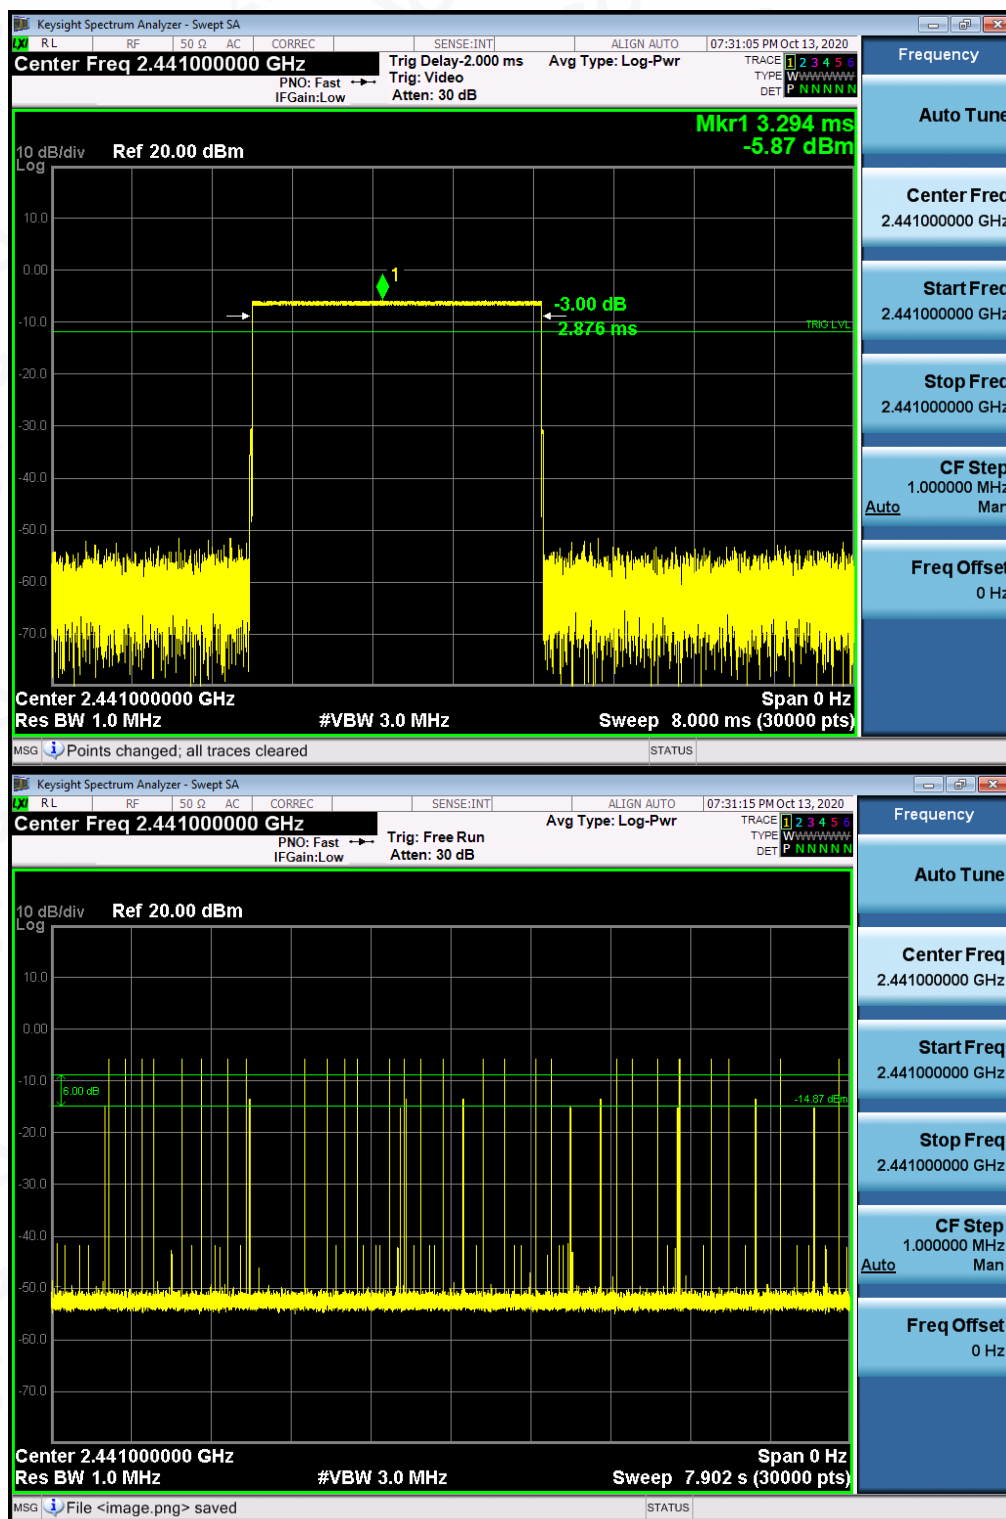 Keysight Spectrum Analyzer - Swept SA
LXI RL RF 50 Ω AC CORREC SENSE:INT ALIGN AUTO 07:31:05 PM Oct 13, 2020
Center Freq 2.441000000 GHz
Trig Delay-2.000 ms
Avg Type: Log-Pwr
TRACE 1 2 3 4 5 6
PNO: Fast
Trig: Video
TYPE WWWWWW
IFGain:Low
Atten: 30 dB
DET P N N N N N
Mkr1 3.294 ms
-5.87 dBm
10 dB/div Ref 20.00 dBm
Log
10.0
0.00
1
-3.00 dB
2.876 ms
-10.0
TRIG LVL
-20.0
-30.0
-40.0
-50.0
-60.0
-70.0
Center 2.441000000 GHz Span 0 Hz
Res BW 1.0 MHz #VBW 3.0 MHz Sweep 8.000 ms (30000 pts)
MSG Points changed; all traces cleared STATUS
Frequency
Auto Tune
Center Freq
2.441000000 GHz
Start Freq
2.441000000 GHz
Stop Freq
2.441000000 GHz
CF Step
1.000000 MHz
Auto Man
Freq Offset
0 Hz
Keysight Spectrum Analyzer - Swept SA
LXI RL RF 50 Ω AC CORREC SENSE:INT ALIGN AUTO 07:31:15 PM Oct 13, 2020
Center Freq 2.441000000 GHz
Avg Type: Log-Pwr
TRACE 1 2 3 4 5 6
PNO: Fast
Trig: Free Run
TYPE WWWWWW
IFGain:Low
Atten: 30 dB
DET P N N N N N
10 dB/div Ref 20.00 dBm
Log
10.0
0.00
-10.0
6.00 dB
-14.87 dBm
-20.0
-30.0
-40.0
-50.0
-60.0
-70.0
Center 2.441000000 GHz Span 0 Hz
Res BW 1.0 MHz #VBW 3.0 MHz Sweep 7.902 s (30000 pts)
MSG File <image.png> saved STATUS
Frequency
Auto Tune
Center Freq
2.441000000 GHz
Start Freq
2.441000000 GHz
Stop Freq
2.441000000 GHz
CF Step
1.000000 MHz
Auto Man
Freq Offset
0 Hz